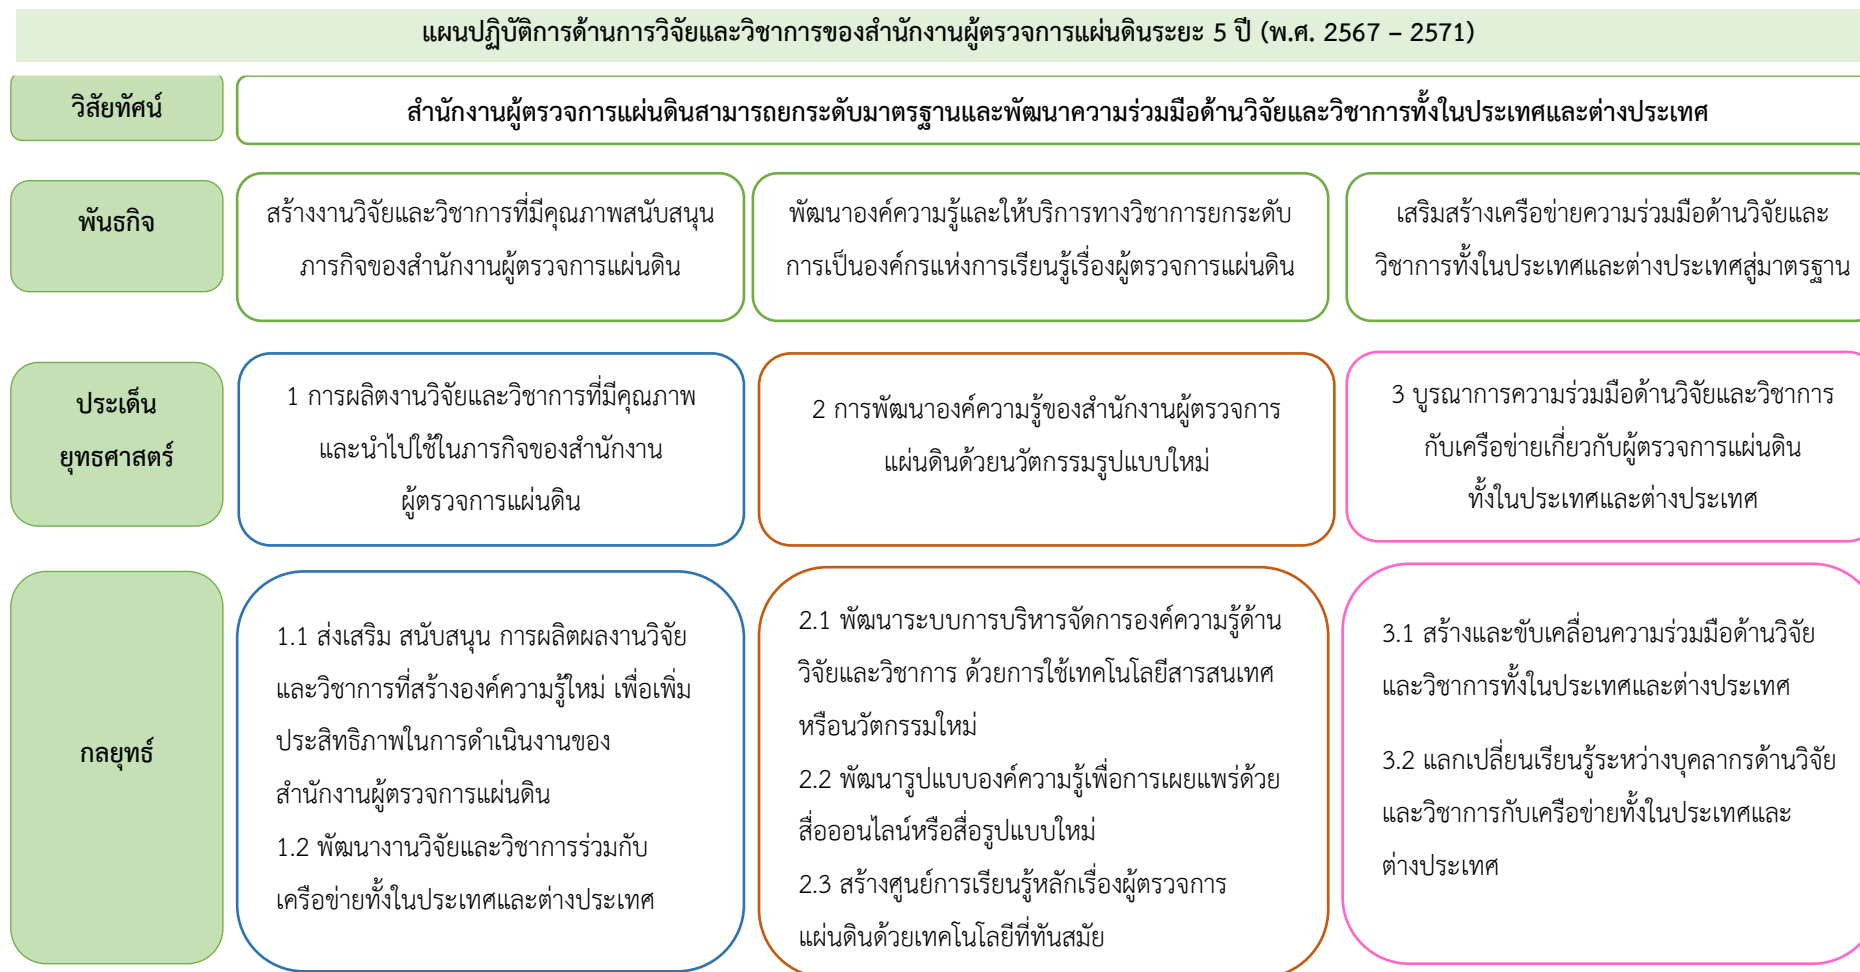 แผนปฏิบัติการด้านการวิจัยและวิชาการของสำนักงานผู้ตรวจการแผ่นดินระยะ 5 ปี (พ.ศ. 2567 – 2571)
วิสัยทัศน์
สำนักงานผู้ตรวจการแผ่นดินสามารถยกระดับมาตรฐานและพัฒนาความร่วมมือด้านวิจัยและวิชาการทั้งในประเทศและต่างประเทศ
พันธกิจ
สร้างงานวิจัยและวิชาการที่มีคุณภาพสนับสนุน
ภารกิจของสำนักงานผู้ตรวจการแผ่นดิน
พัฒนาองค์ความรู้และให้บริการทางวิชาการยกระดับ
การเป็นองค์กรแห่งการเรียนรู้เรื่องผู้ตรวจการแผ่นดิน
เสริมสร้างเครือข่ายความร่วมมือด้านวิจัยและ
วิชาการทั้งในประเทศและต่างประเทศสู่มาตรฐาน
ประเด็น
ยุทธศาสตร์
1 การผลิตงานวิจัยและวิชาการที่มีคุณภาพ
และนำไปใช้ในภารกิจของสำนักงาน
ผู้ตรวจการแผ่นดิน
2 การพัฒนาองค์ความรู้ของสำนักงานผู้ตรวจการ
แผ่นดินด้วยนวัตกรรมรูปแบบใหม่
3 บูรณาการความร่วมมือด้านวิจัยและวิชาการ
กับเครือข่ายเกี่ยวกับผู้ตรวจการแผ่นดิน
ทั้งในประเทศและต่างประเทศ
กลยุทธ์
1.1 ส่งเสริม สนับสนุน การผลิตผลงานวิจัย
และวิชาการที่สร้างองค์ความรู้ใหม่ เพื่อเพิ่ม
ประสิทธิภาพในการดำเนินงานของ
สำนักงานผู้ตรวจการแผ่นดิน
1.2 พัฒนางานวิจัยและวิชาการร่วมกับ
เครือข่ายทั้งในประเทศและต่างประเทศ
2.1 พัฒนาระบบการบริหารจัดการองค์ความรู้ด้าน
วิจัยและวิชาการ ด้วยการใช้เทคโนโลยีสารสนเทศ
หรือนวัตกรรมใหม่
2.2 พัฒนารูปแบบองค์ความรู้เพื่อการเผยแพร่ด้วย
สื่อออนไลน์หรือสื่อรูปแบบใหม่
2.3 สร้างศูนย์การเรียนรู้หลักเรื่องผู้ตรวจการ
แผ่นดินด้วยเทคโนโลยีที่ทันสมัย
3.1 สร้างและขับเคลื่อนความร่วมมือด้านวิจัย
และวิชาการทั้งในประเทศและต่างประเทศ
3.2 แลกเปลี่ยนเรียนรู้ระหว่างบุคลากรด้านวิจัย
และวิชาการกับเครือข่ายทั้งในประเทศและ
ต่างประเทศ